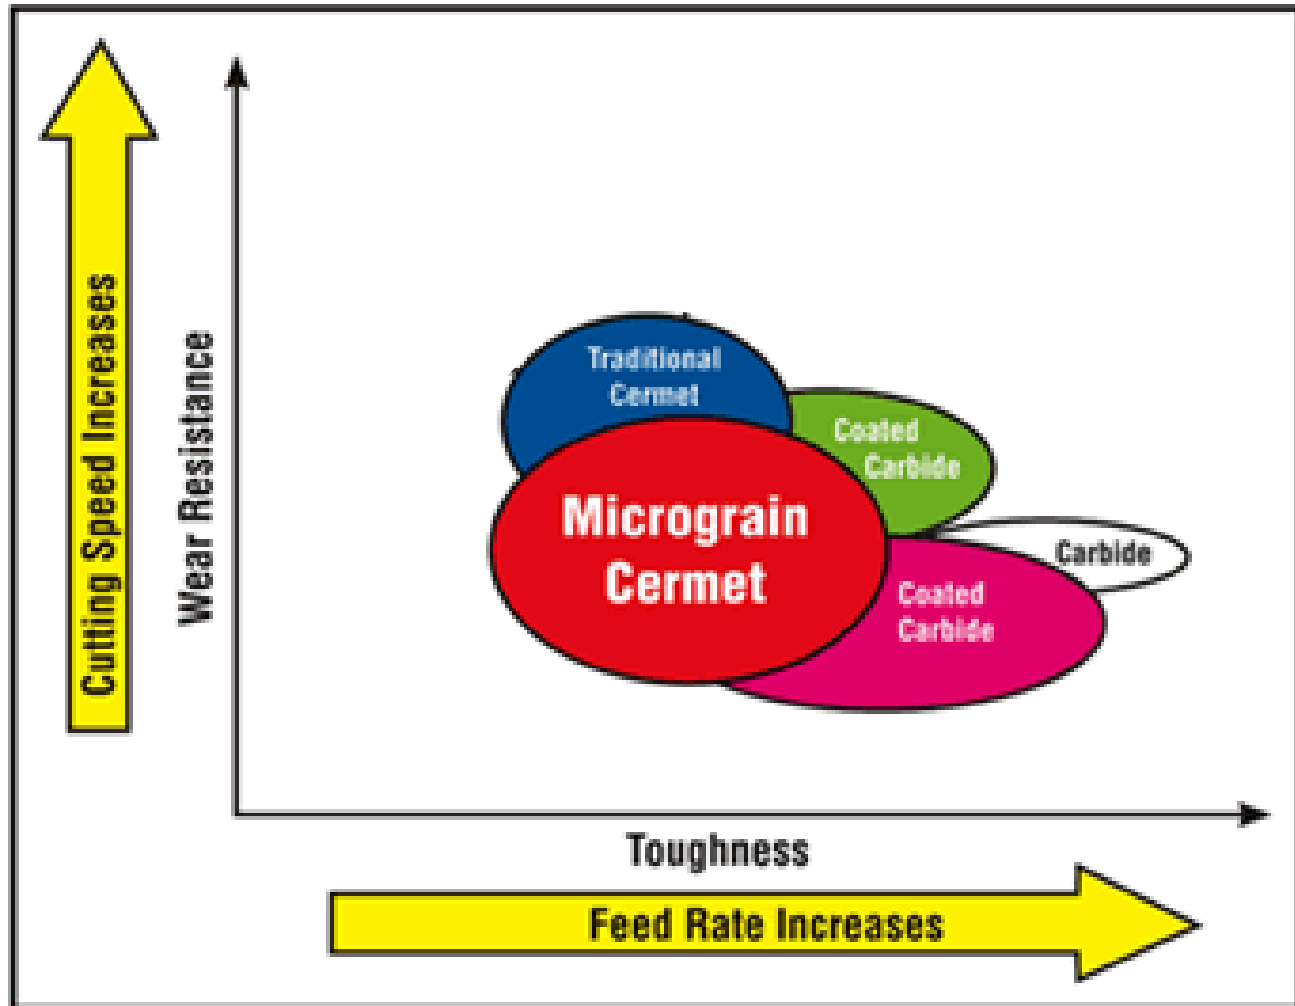 Cutting Speed Increases
Wear Resistance
Traditional
Cermet
Coated
Carbide
Micrograin
Cermet
Carbide
Coated
Carbide
Toughness
Feed Rate Increases